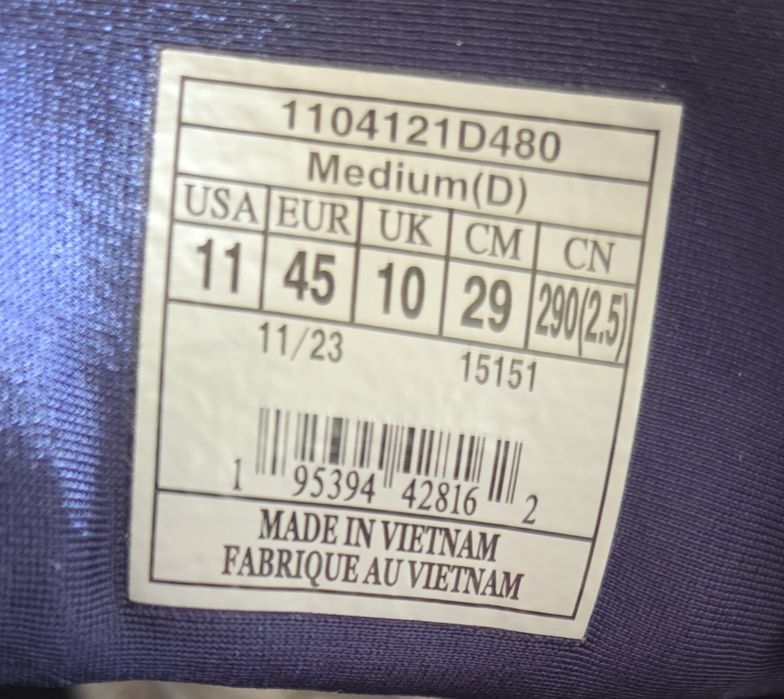 1104121D480
Medium(D)
USA EUR UK CM CN
11 45 10 29 290(2.5)
11/23 15151
1 95394 42816 2
MADE IN VIETNAM
FABRIQUE AU VIETNAM